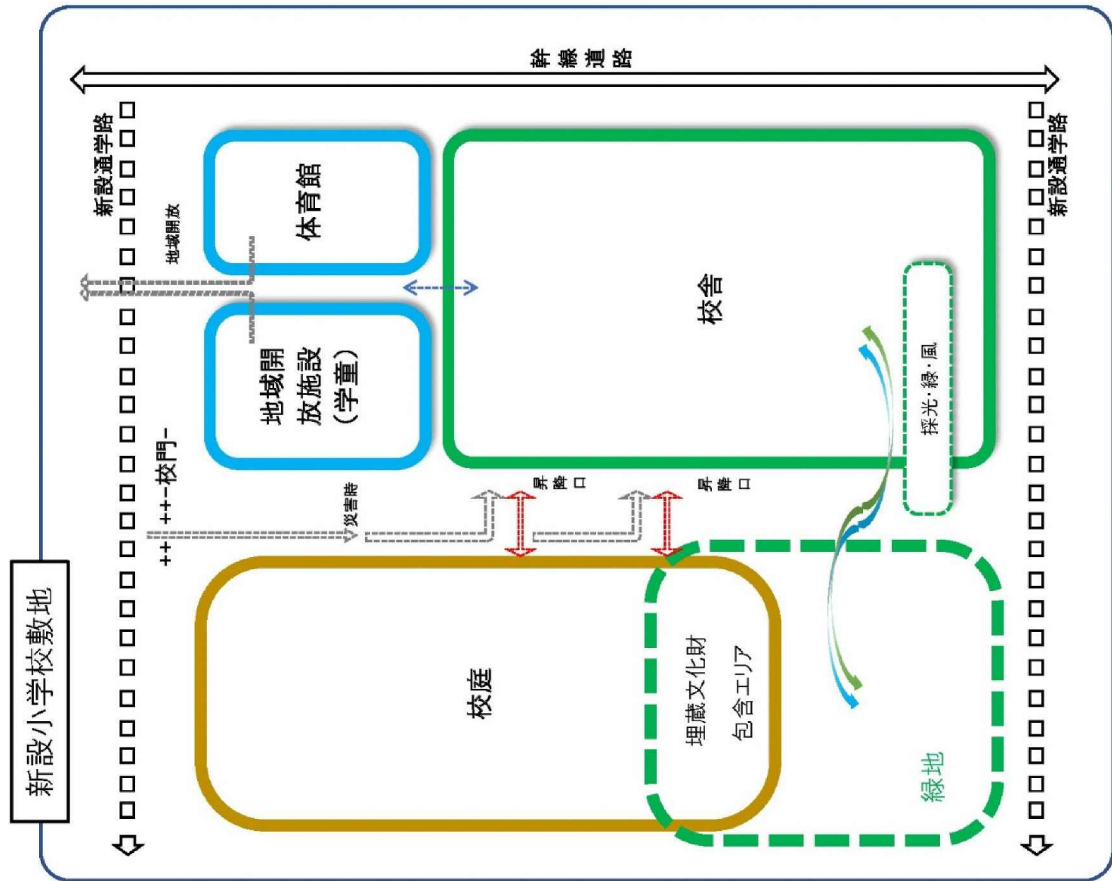 新設小学校敷地
校庭
埋蔵文化財
包含エリア
緑地
++ ++-校門-
災害時
昇降口
昇降口
採光・緑・風
校舎
地域開
放施設
(学童)
体育館
地域開放
新設通学路
新設通学路
幹線道路